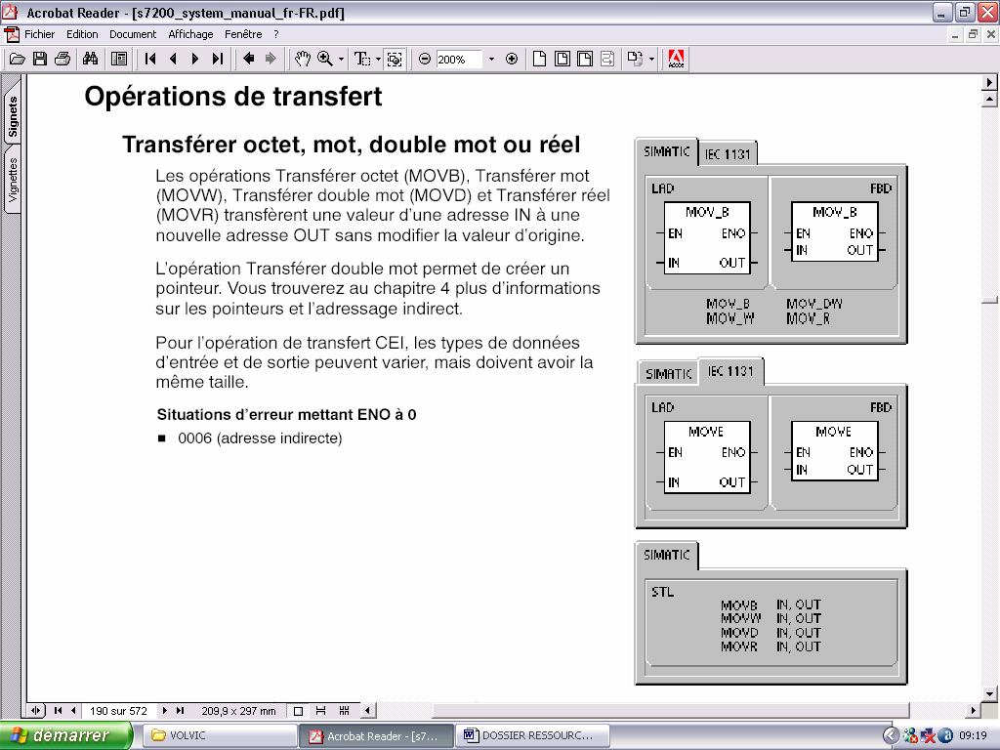 Acrobat Reader - [s7200_system_manual_fr-FR.pdf]
Fichier Edition Document Affichage Fenêtre ?
200%
Adobe
Signets
Vignettes
Opérations de transfert
Transférer octet, mot, double mot ou réel
Les opérations Transférer octet (MOVB), Transférer mot
(MOVW), Transférer double mot (MOVD) et Transférer réel
(MOVR) transfèrent une valeur d'une adresse IN à une
nouvelle adresse OUT sans modifier la valeur d'origine.
L'opération Transférer double mot permet de créer un
pointeur. Vous trouverez au chapitre 4 plus d'informations
sur les pointeurs et l'adressage indirect.
Pour l'opération de transfert CEI, les types de données
d'entrée et de sortie peuvent varier, mais doivent avoir la
même taille.
Situations d'erreur mettant ENO à 0
■ 0006 (adresse indirecte)
SIMATIC IEC 1131
LAD FBD
MOV_B MOV_B
EN ENO EN ENO
IN OUT IN OUT
MOV_B MOV_DW
MOV_W MOV_R
SIMATIC IEC 1131
LAD FBD
MOVE MOVE
EN ENO EN ENO
IN OUT IN OUT
SIMATIC
STL
MOVB IN, OUT
MOVW IN, OUT
MOVD IN, OUT
MOVR IN, OUT
190 sur 572 209,9 x 297 mm
démarrer VOLVIC Acrobat Reader - [s7... DOSSIER RESSOURC... 09:19